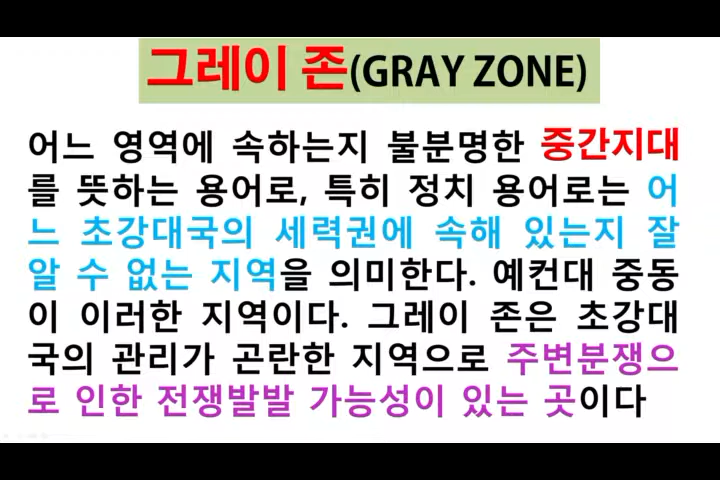 그레이 존(GRAY ZONE)
어느 영역에 속하는지 불분명한 중간지대
를 뜻하는 용어로, 특히 정치 용어로는 어
느 초강대국의 세력권에 속해 있는지 잘
알 수 없는 지역을 의미한다. 예컨대 중동
이 이러한 지역이다. 그레이 존은 초강대
국의 관리가 곤란한 지역으로 주변분쟁으
로 인한 전쟁발발 가능성이 있는 곳이다